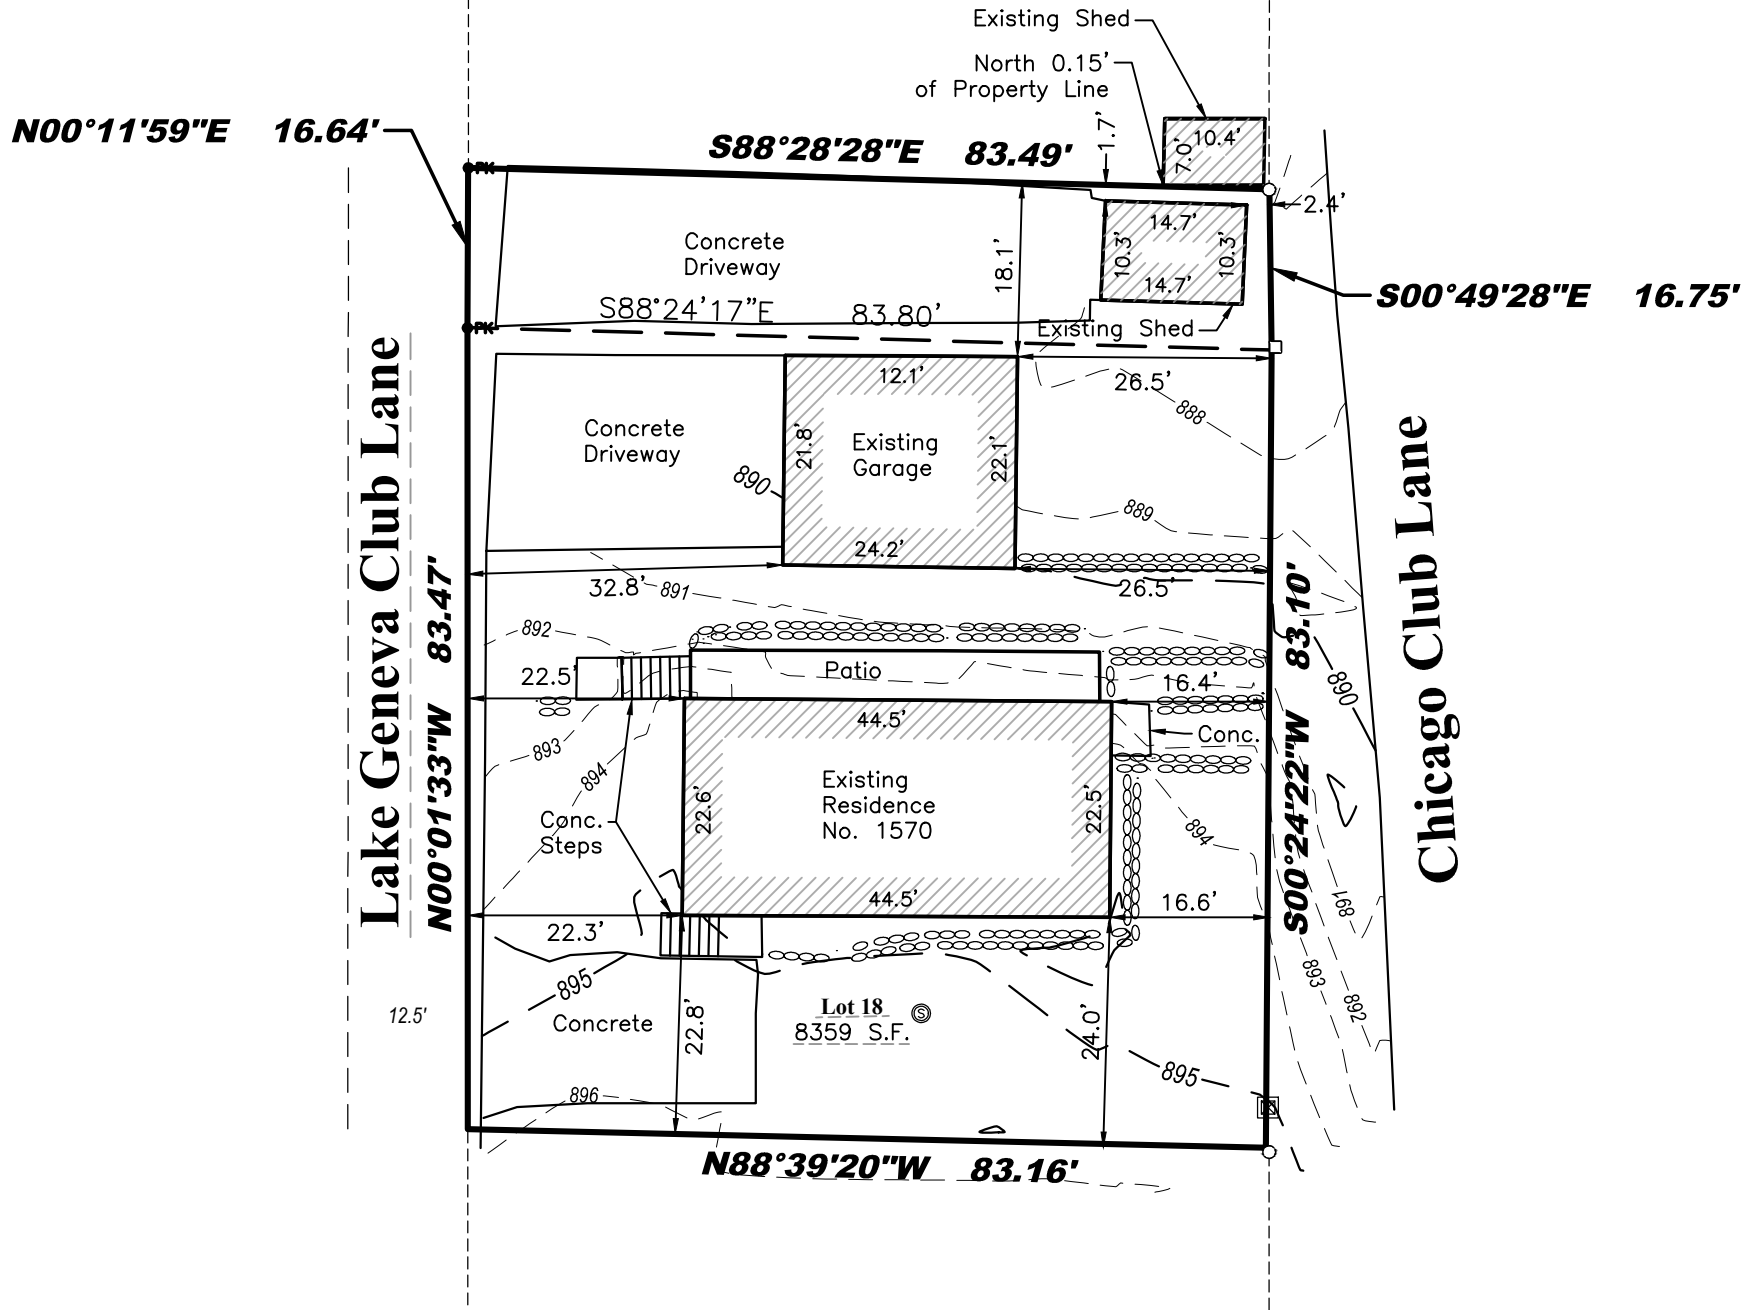 Existing Shed
North 0.15'
of Property Line
N00°11'59"E 16.64'
S88°28'28"E 83.49'
1.7'
10.4'
7.0'
PK
2.4'
Concrete
Driveway
18.1'
14.7'
10.3'
10.3'
14.7'
S00°49'28"E 16.75'
S88°24'17"E 83.80'
Existing Shed
PK
12.1'
26.5'
888
Concrete
Driveway
21.8'
Existing
Garage
22.1'
890
889
24.2'
32.8'
891
26.5'
Lake Geneva Club Lane
N00°01'33"W 83.47'
S00°24'22"W 83.10'
Chicago Club Lane
892
22.5'
Patio
16.4'
890
44.5'
Conc.
893
894
Existing
Residence
No. 1570
22.6'
22.5'
Conc.
Steps
894
44.5'
16.6'
891
22.3'
895
893
892
12.5'
Concrete
22.8'
Lot 18
S
8359 S.F.
24.0'
895
896
N88°39'20"W 83.16'